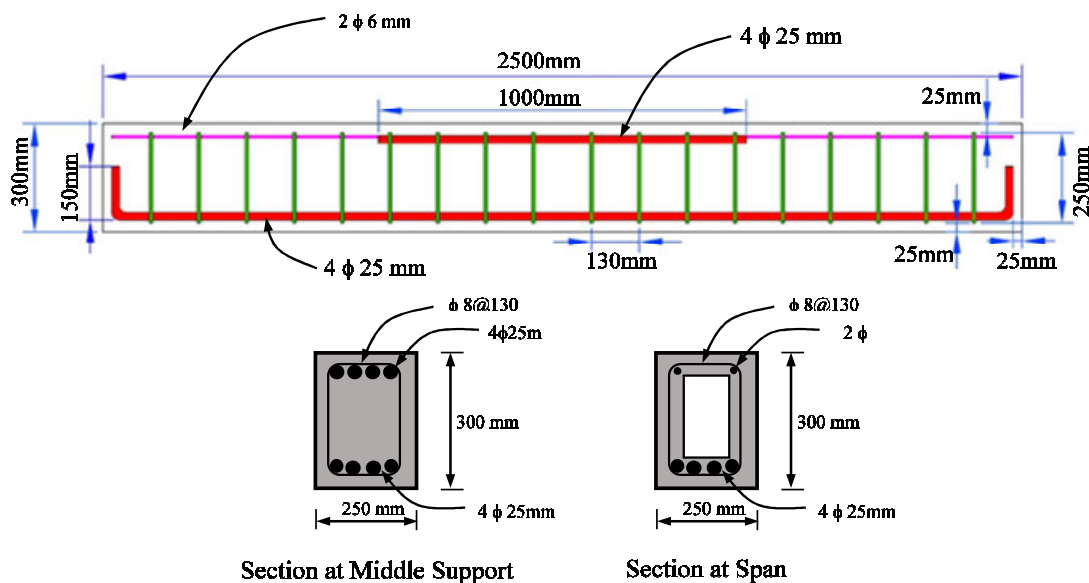 2 ϕ 6 mm
4 ϕ 25 mm
2500mm
1000mm
25mm
300mm
150mm
250mm
4 ϕ 25 mm
130mm
25mm
25mm
ϕ 8@130
4ϕ25m
300 mm
250 mm
4 ϕ 25mm
ϕ 8@130
2 ϕ
300 mm
250 mm
4 ϕ 25mm
Section at Middle Support
Section at Span